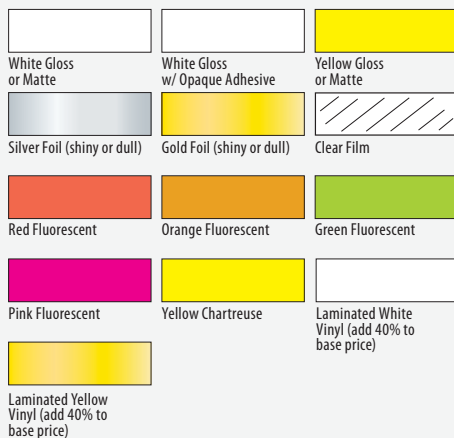 White Gloss
or Matte
White Gloss
w/ Opaque Adhesive
Yellow Gloss
or Matte
Silver Foil (shiny or dull)
Gold Foil (shiny or dull)
Clear Film
Red Fluorescent
Orange Fluorescent
Green Fluorescent
Pink Fluorescent
Yellow Chartreuse
Laminated White
Vinyl (add 40% to
base price)
Laminated Yellow
Vinyl (add 40% to
base price)